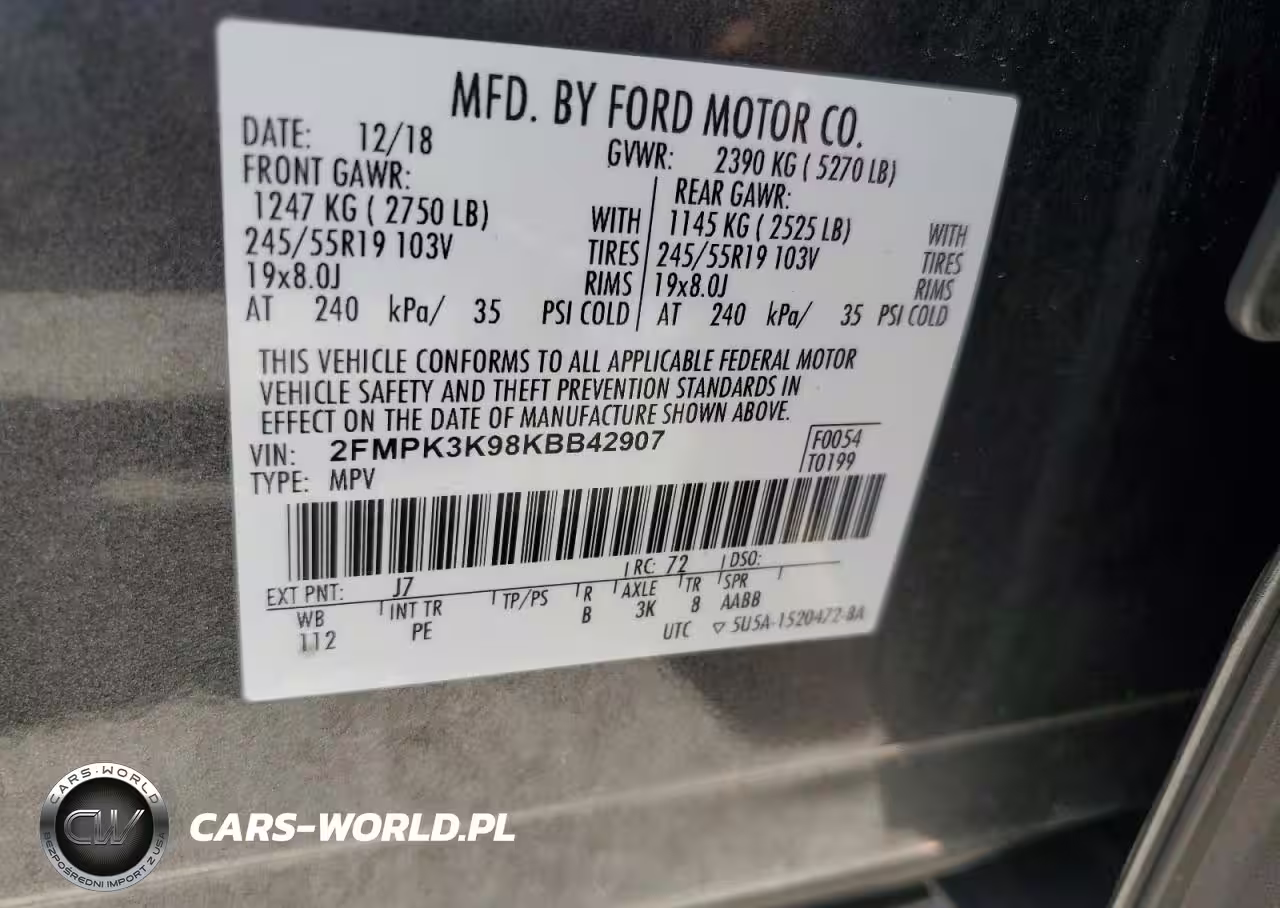 MFD. BY FORD MOTOR CO.
DATE: 12/18 GVWR: 2390 KG ( 5270 LB)
FRONT GAWR: REAR GAWR:
1247 KG ( 2750 LB) WITH 1145 KG ( 2525 LB) WITH
245/55R19 103V TIRES 245/55R19 103V TIRES
19x8.0J RIMS 19x8.0J RIMS
AT 240 kPa/ 35 PSI COLD AT 240 kPa/ 35 PSI COLD
THIS VEHICLE CONFORMS TO ALL APPLICABLE FEDERAL MOTOR
VEHICLE SAFETY AND THEFT PREVENTION STANDARDS IN
EFFECT ON THE DATE OF MANUFACTURE SHOWN ABOVE.
VIN: 2FMPK3K98KBB42907 F0054
TYPE: MPV T0199
EXT PNT: J7 RC: 72 DSO:
WB INT TR TP/PS R AXLE TR SPR
112 PE B 3K 8 AABB
UTC ▽ 5U5A-1520472-BA
CARS-WORLD
CW
BEZPOŚREDNI IMPORT Z USA
CARS-WORLD.PL